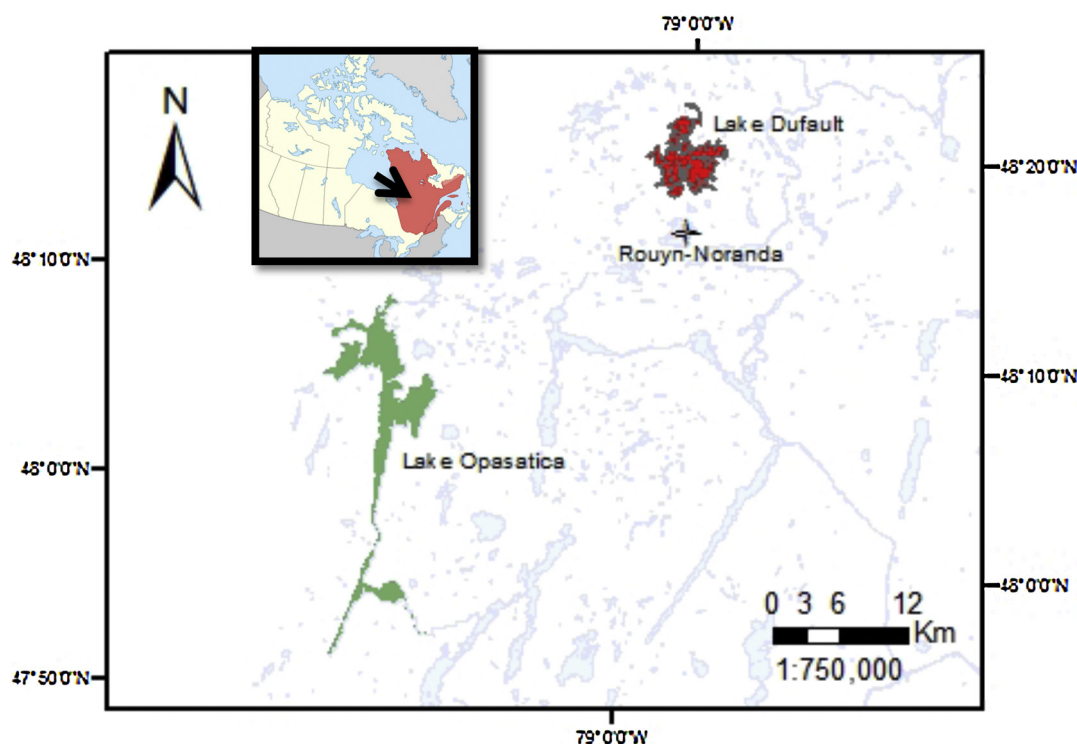 79°0'0"W
N
Lake Dufault
48°20'0"N
Rouyn-Noranda
48°10'0"N
48°10'0"N
Lake Opasatica
48°0'0"N
48°0'0"N
0 3 6 12
Km
1:750,000
47°50'0"N
79°0'0"W